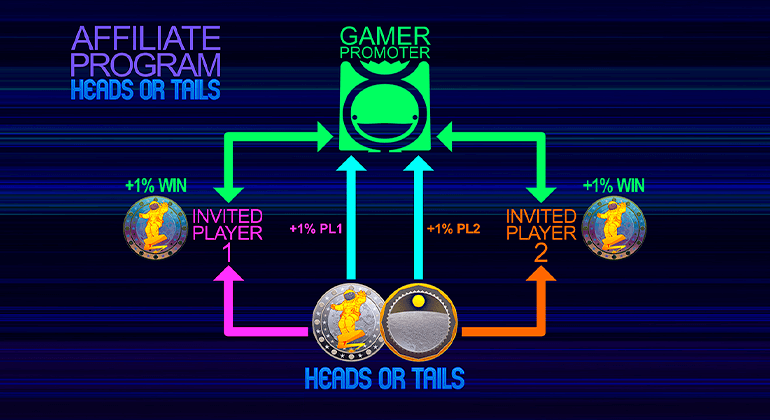 AFFILIATE
PROGRAM
HEADS OR TAILS
GAMER
PROMOTER
+1% WIN
INVITED
PLAYER
1
+1% PL1
+1% PL2
INVITED
PLAYER
2
+1% WIN
HEADS OR TAILS